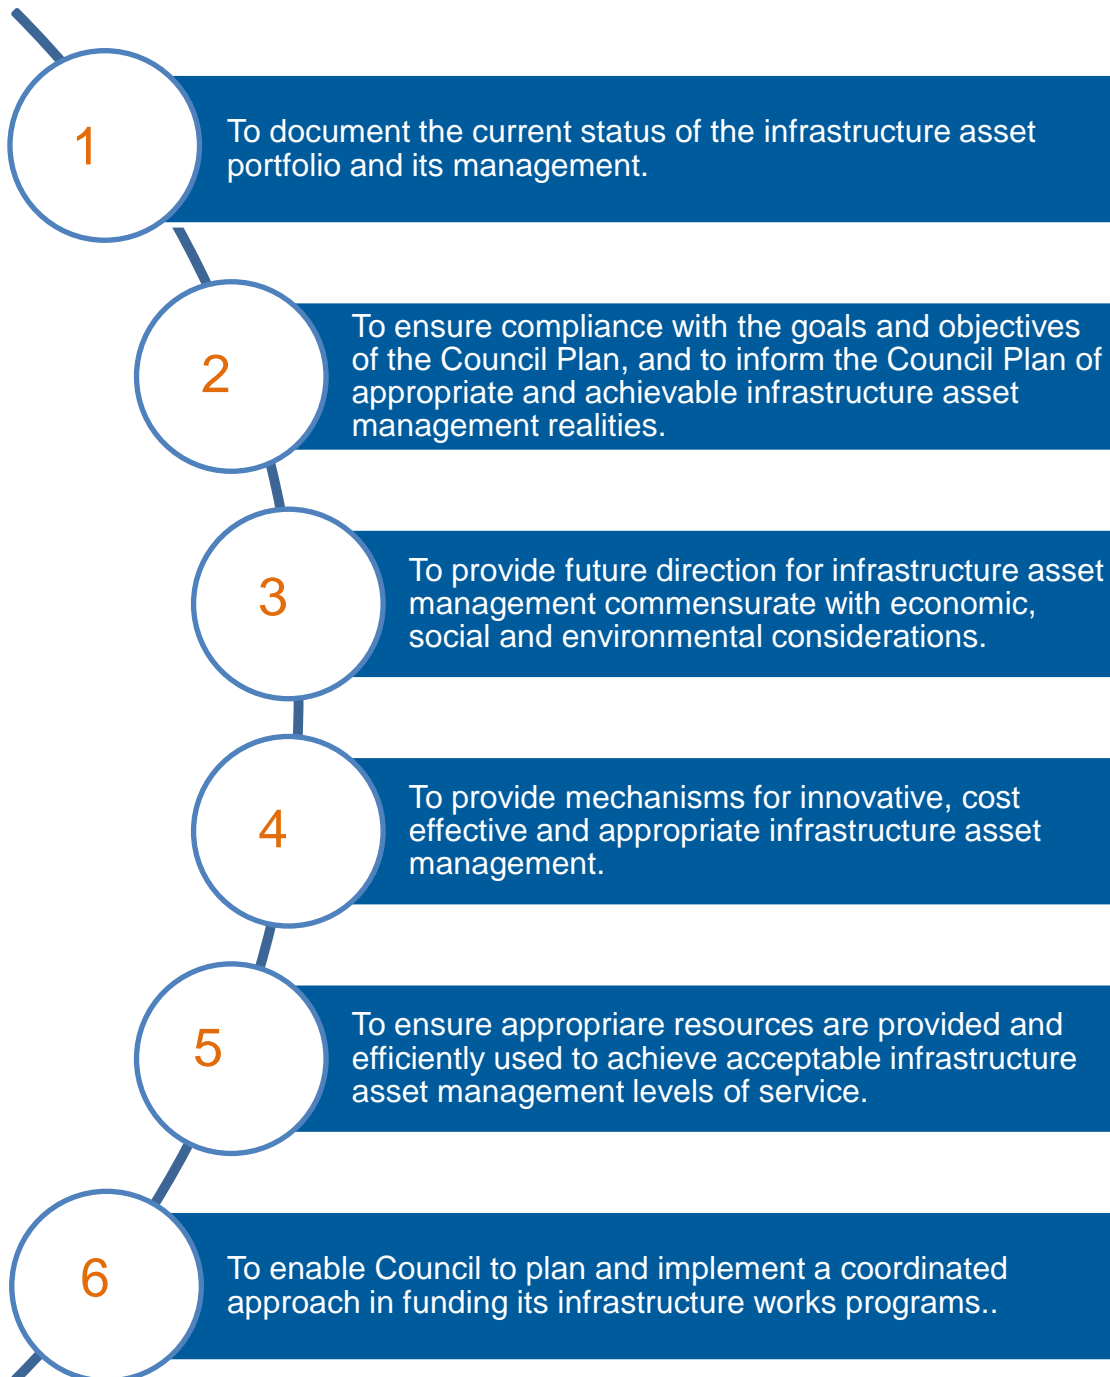 1
To document the current status of the infrastructure asset
portfolio and its management.
2
To ensure compliance with the goals and objectives
of the Council Plan, and to inform the Council Plan of
appropriate and achievable infrastructure asset
management realities.
3
To provide future direction for infrastructure asset
management commensurate with economic,
social and environmental considerations.
4
To provide mechanisms for innovative, cost
effective and appropriate infrastructure asset
management.
5
To ensure appropriare resources are provided and
efficiently used to achieve acceptable infrastructure
asset management levels of service.
6
To enable Council to plan and implement a coordinated
approach in funding its infrastructure works programs..